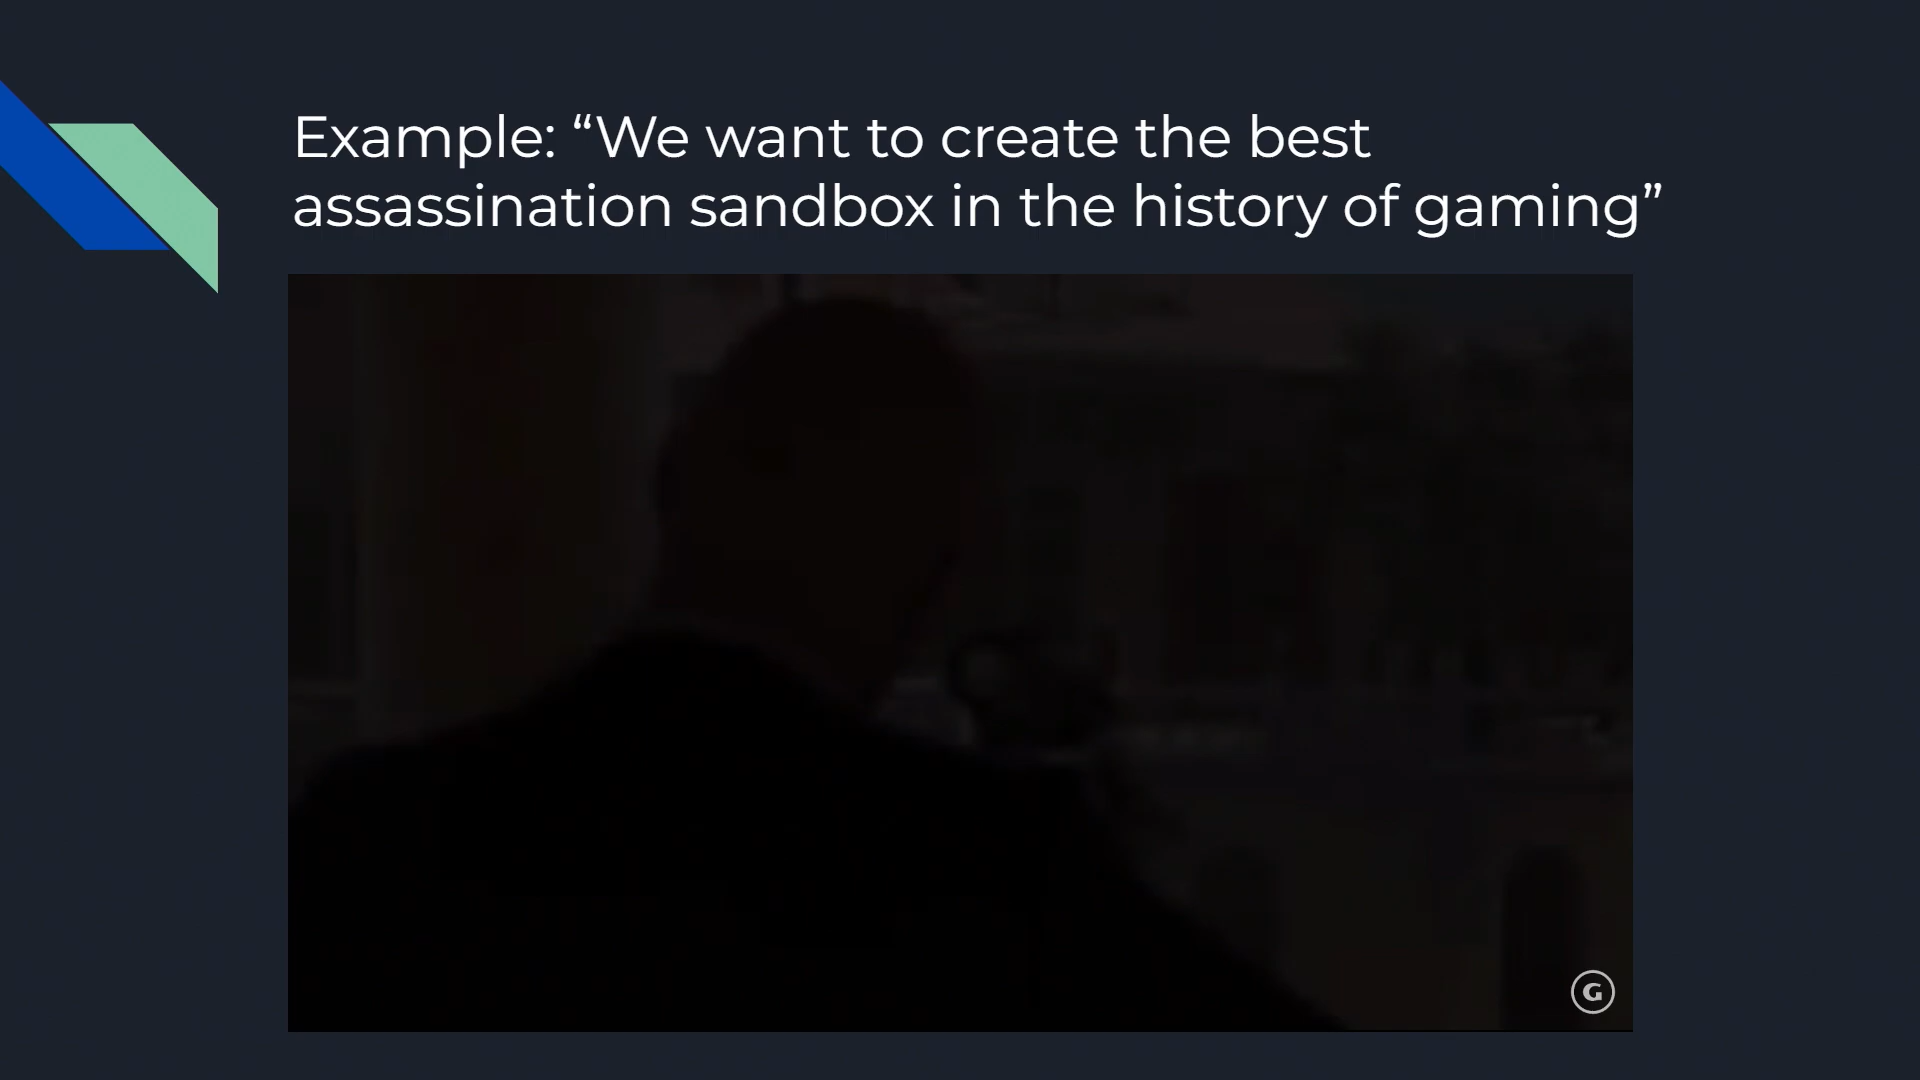 Example: “We want to create the best
assassination sandbox in the history of gaming”
G